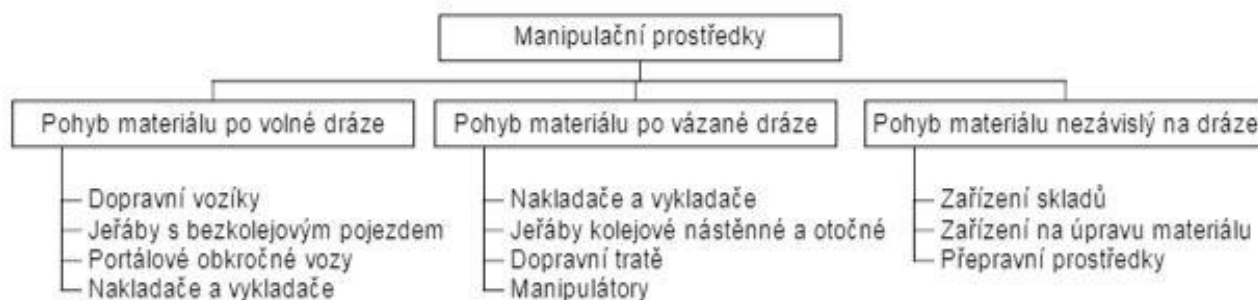 Manipulační prostředky
Pohyb materiálu po volné dráze
Dopravní vozíky
Jeřáby s bezkolejovým pojezdem
Portálové obkročné vozy
Nakladače a vykladače
Pohyb materiálu po vázané dráze
Nakladače a vykladače
Jeřáby kolejové nástěnné a otočné
Dopravní tratě
Manipulátory
Pohyb materiálu nezávislý na dráze
Zařízení skladů
Zařízení na úpravu materiálu
Přepravní prostředky